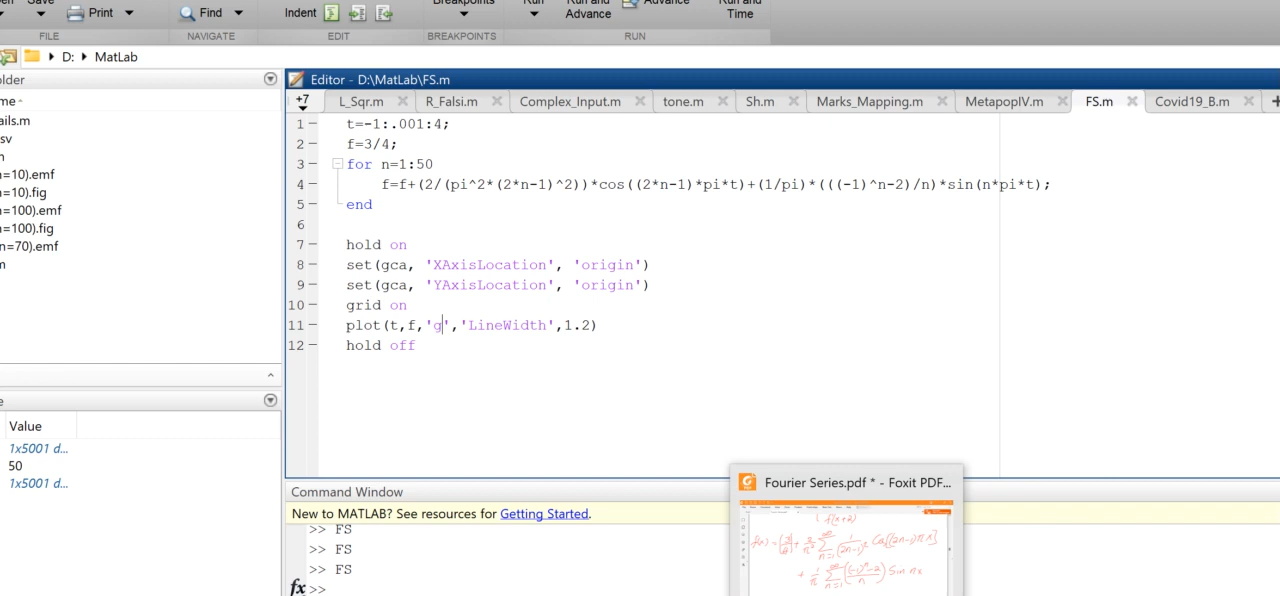 Save
Breakpoints
Run
Run and
Advance
Advance
Run and
Time
Print
Find
Indent
FILE
NAVIGATE
EDIT
BREAKPOINTS
RUN
D: MatLab
Editor - D:\MatLab\FS.m
+7
L_Sqr.m
R_Falsi.m
Complex_Input.m
tone.m
Sh.m
Marks_Mapping.m
MetapopIV.m
FS.m
Covid19_B.m
ails.m
sv
=10).emf
=10).fig
=100).emf
=100).fig
n=70).emf
1 t=-1:.001:4;
2 f=3/4;
3 for n=1:50
4 f=f+(2/(pi^2*(2*n-1)^2))*cos((2*n-1)*pi*t)+(1/pi)*(((-1)^n-2)/n)*sin(n*pi*t);
5 end
6
7 hold on
8 set(gca, 'XAxisLocation', 'origin')
9 set(gca, 'YAxisLocation', 'origin')
10 grid on
11 plot(t,f,'g','LineWidth',1.2)
12 hold off
Value
1x5001 d...
50
1x5001 d...
Command Window
New to MATLAB? See resources for Getting Started.
>> FS
>> FS
>> FS
fx >>
Fourier Series.pdf * - Foxit PDF...
f(x+2)